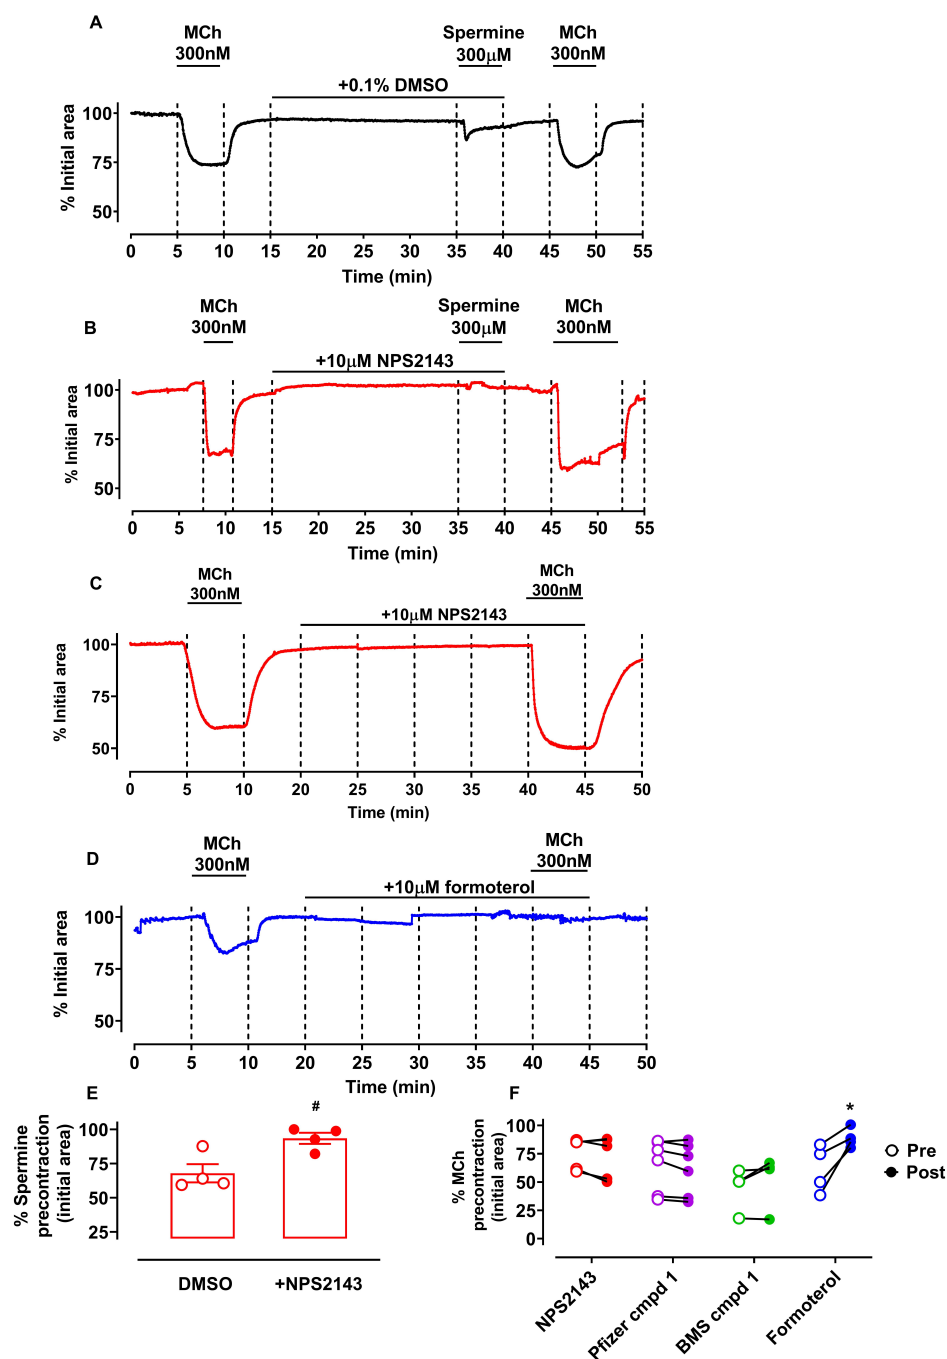 A
MCh
300nM
Spermine
300µM
MCh
300nM
+0.1% DMSO
% Initial area
100
75
50
0 5 10 15 20 25 30 35 40 45 50 55
Time (min)
B
MCh
300nM
Spermine
300µM
MCh
300nM
+10µM NPS2143
% Initial area
100
75
50
0 5 10 15 20 25 30 35 40 45 50 55
Time (min)
C
MCh
300nM
MCh
300nM
+10µM NPS2143
% Initial area
100
75
50
0 5 10 15 20 25 30 35 40 45 50
Time (min)
D
MCh
300nM
MCh
300nM
+10µM formoterol
% Initial area
100
75
50
0 5 10 15 20 25 30 35 40 45 50
Time (min)
E
% Spermine
precontraction
(initial area)
100
75
50
25
#
DMSO +NPS2143
F
% MCh
precontraction
(initial area)
100
75
50
25
0
*
Pre
Post
NPS2143
Pfizer cmpd 1
BMS cmpd 1
Formoterol